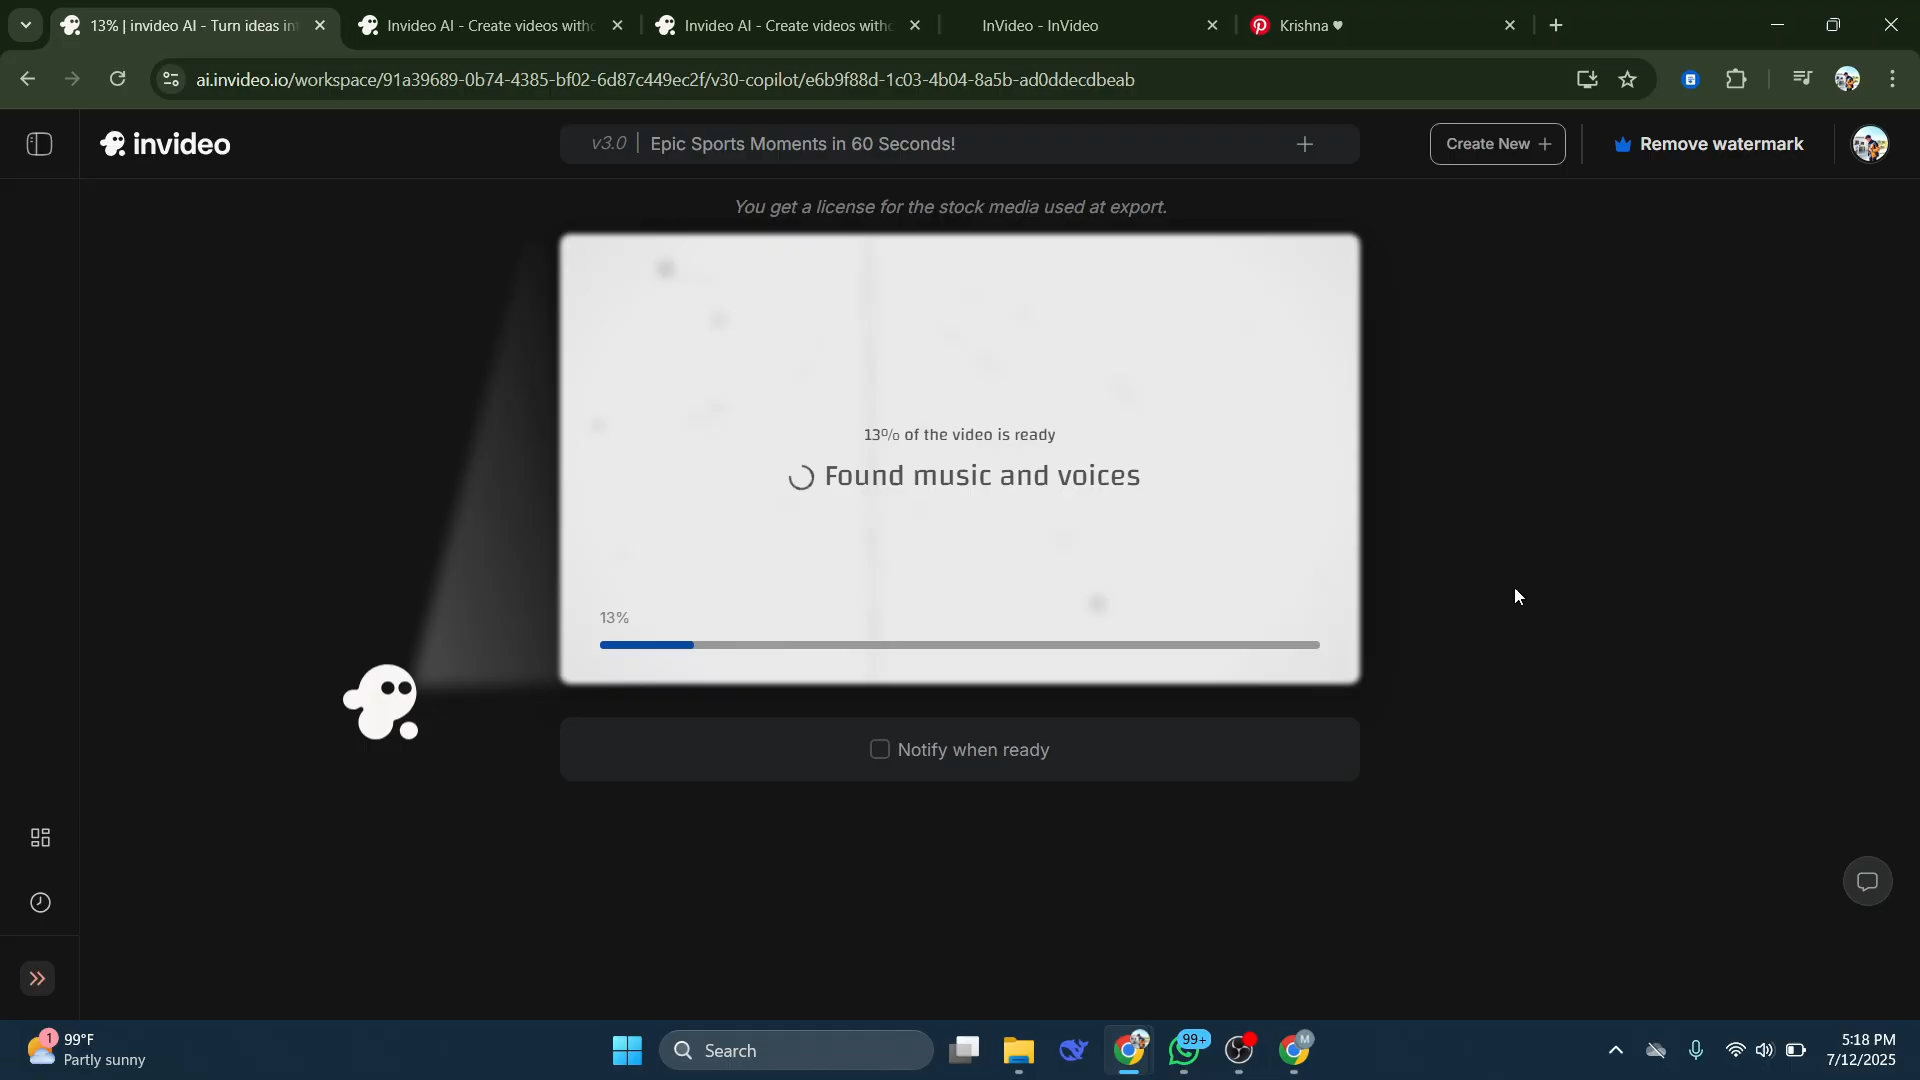 13% | invideo AI - Turn ideas int
Invideo AI - Create videos witho
Invideo AI - Create videos witho
InVideo - InVideo
Krishna ♥
ai.invideo.io/workspace/91a39689-0b74-4385-bf02-6d87c449ec2f/v30-copilot/e6b9f88d-1c03-4b04-8a5b-ad0ddecdbeab
invideo
v3.0 | Epic Sports Moments in 60 Seconds!
Create New +
Remove watermark
You get a license for the stock media used at export.
13% of the video is ready
Found music and voices
13%
Notify when ready
1
99°F
Partly sunny
Search
99+
M
5:18 PM
7/12/2025